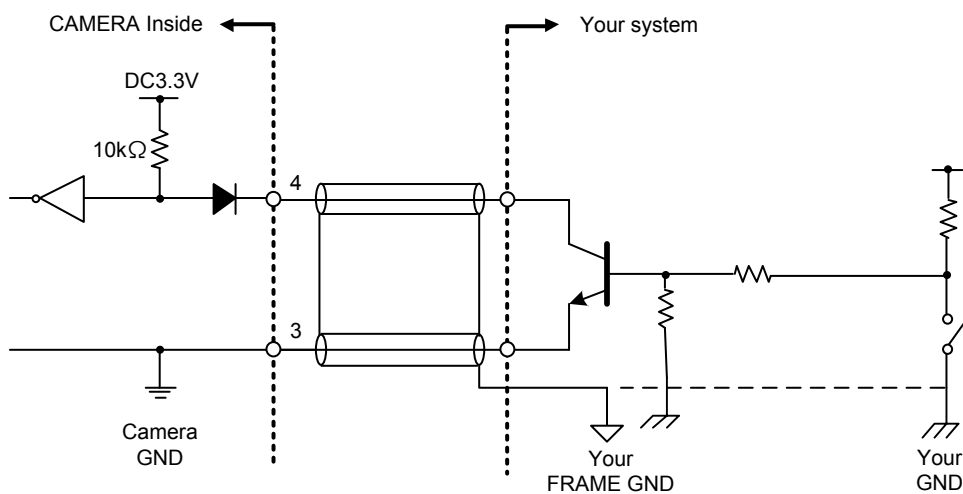 CAMERA Inside
Your system
DC3.3V
10kΩ
4
3
Camera
GND
Your
FRAME GND
Your
GND